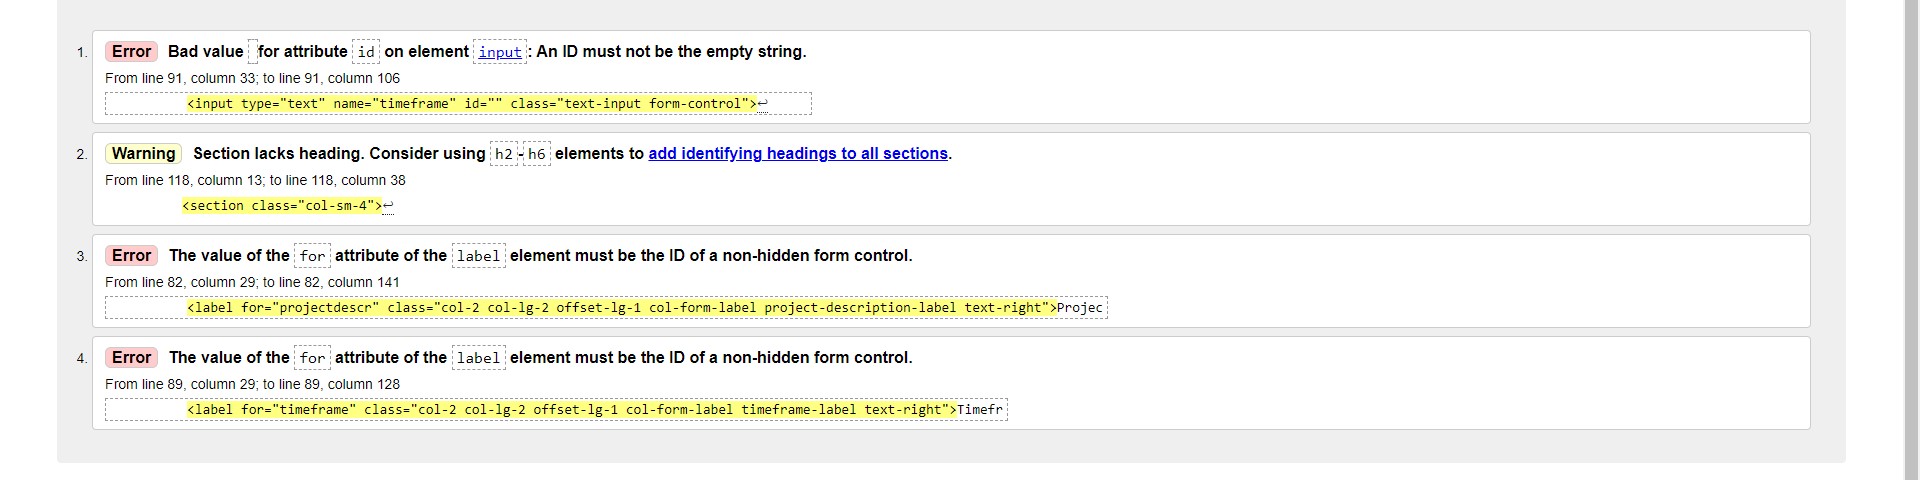 1. Error Bad value for attribute id on element input: An ID must not be the empty string.
From line 91, column 33; to line 91, column 106
<input type="text" name="timeframe" id="" class="text-input form-control">↩
2. Warning Section lacks heading. Consider using h2-h6 elements to add identifying headings to all sections.
From line 118, column 13; to line 118, column 38
<section class="col-sm-4">↩
3. Error The value of the for attribute of the label element must be the ID of a non-hidden form control.
From line 82, column 29; to line 82, column 141
<label for="projectdescr" class="col-2 col-lg-2 offset-lg-1 col-form-label project-description-label text-right">Projec
4. Error The value of the for attribute of the label element must be the ID of a non-hidden form control.
From line 89, column 29; to line 89, column 128
<label for="timeframe" class="col-2 col-lg-2 offset-lg-1 col-form-label timeframe-label text-right">Timefr